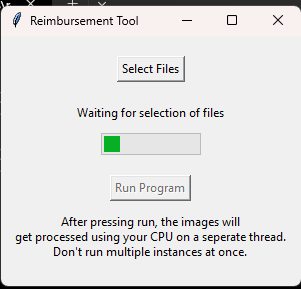 Reimbursement Tool
Select Files
Waiting for selection of files
Run Program
After pressing run, the images will
get processed using your CPU on a seperate thread.
Don't run multiple instances at once.